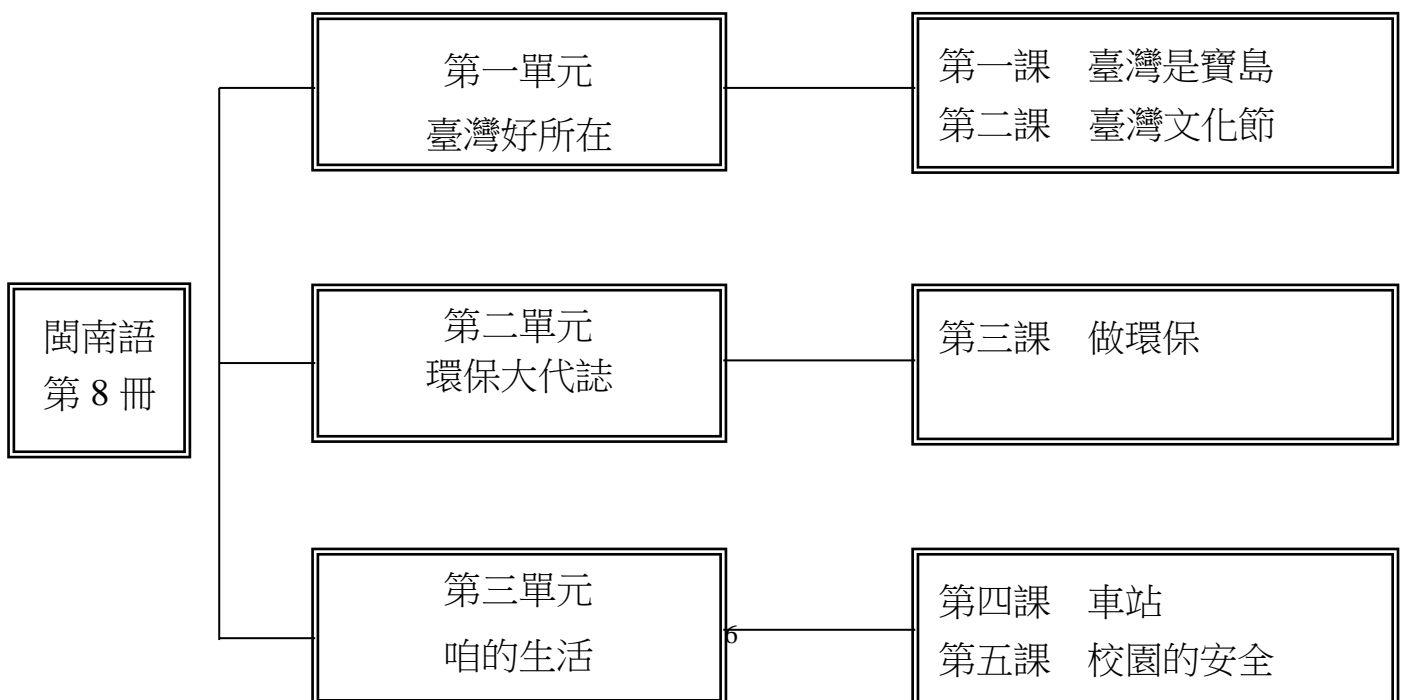 閩南語
第 8 冊
第一單元
臺灣好所在
第一課　臺灣是寶島
第二課　臺灣文化節
第二單元
環保大代誌
第三課　做環保
第三單元
咱的生活
6
第四課　車站
第五課　校園的安全